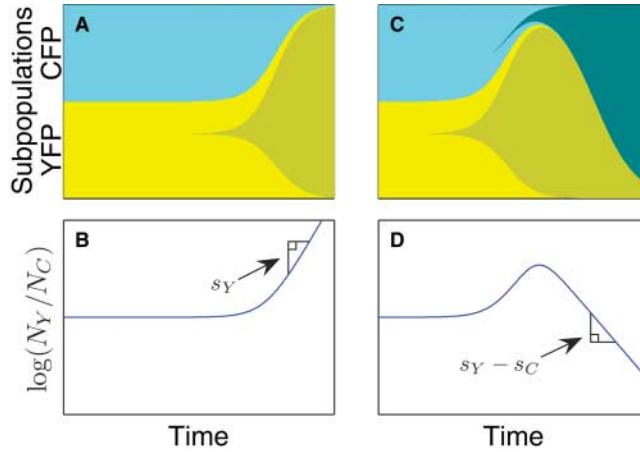 Subpopulations
YFP CFP
A
C
B
D
log(N_Y/N_C)
s_Y
s_Y − s_C
Time
Time